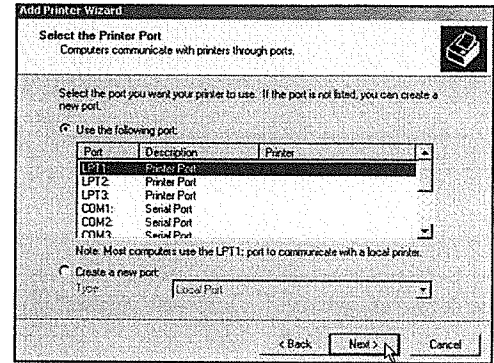 Add Printer Wizard
Select the Printer Port
Computers communicate with printers through ports.
Select the port you want your printer to use. If the port is not listed, you can create a
new port.
Use the following port:
Port Description Printer
LPT1: Printer Port
LPT2: Printer Port
LPT3: Printer Port
COM1: Serial Port
COM2: Serial Port
COM3: Serial Port
Note: Most computers use the LPT1: port to communicate with a local printer.
Create a new port:
Type: Local Port
< Back Next > Cancel